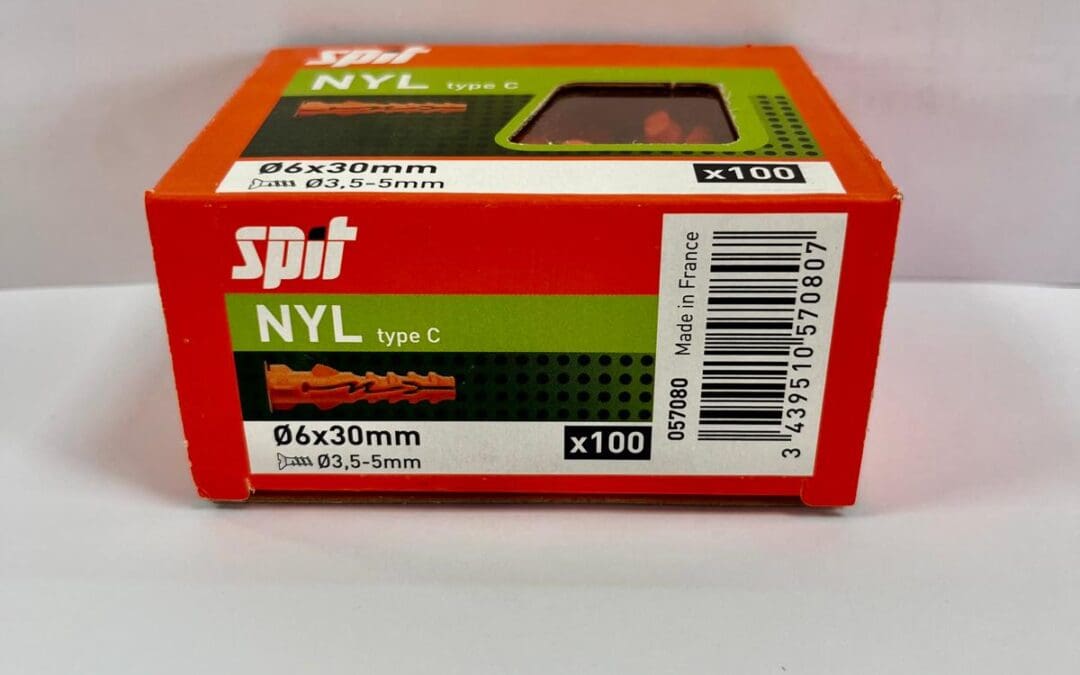 spit
NYL type C
Ø6x30mm
Ø3,5-5mm
x100
spit
NYL type C
Ø6x30mm
Ø3,5-5mm
x100
057080 Made in France
3 439510 570807